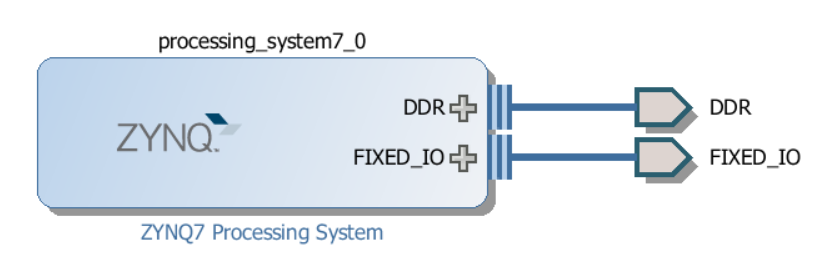 processing_system7_0
DDR
DDR
ZYNQ
FIXED_IO
FIXED_IO
ZYNQ7 Processing System